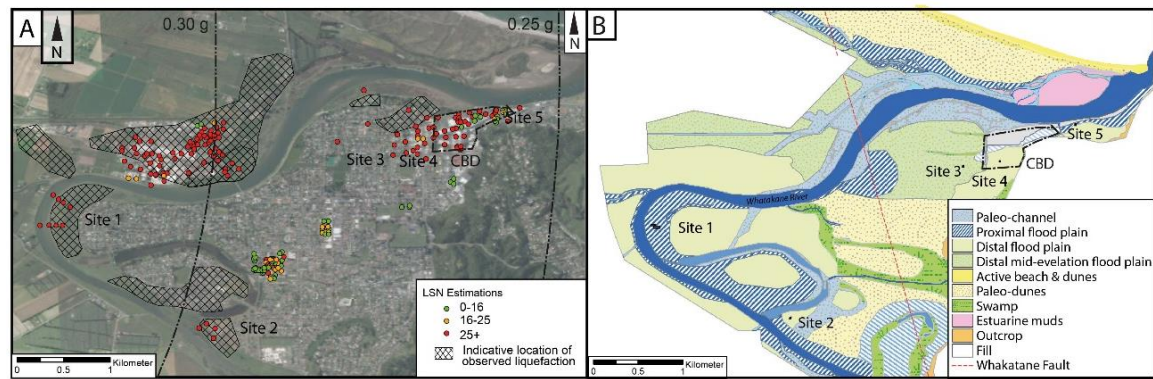 A
N
0.30 g
0.25 g
N
Site 5
Site 3
Site 4
CBD
Site 1
Site 2
LSN Estimations
0-16
16-25
25+
Indicative location of
observed liquefaction
0 0.5 1 Kilometer
B
Site 5
Site 3
CBD
Site 4
Whatakane River
Site 1
Site 2
Paleo-channel
Proximal flood plain
Distal flood plain
Distal mid-evelation flood plain
Active beach & dunes
Paleo-dunes
Swamp
Estuarine muds
Outcrop
Fill
Whakatane Fault
0 0.5 1 Kilometer